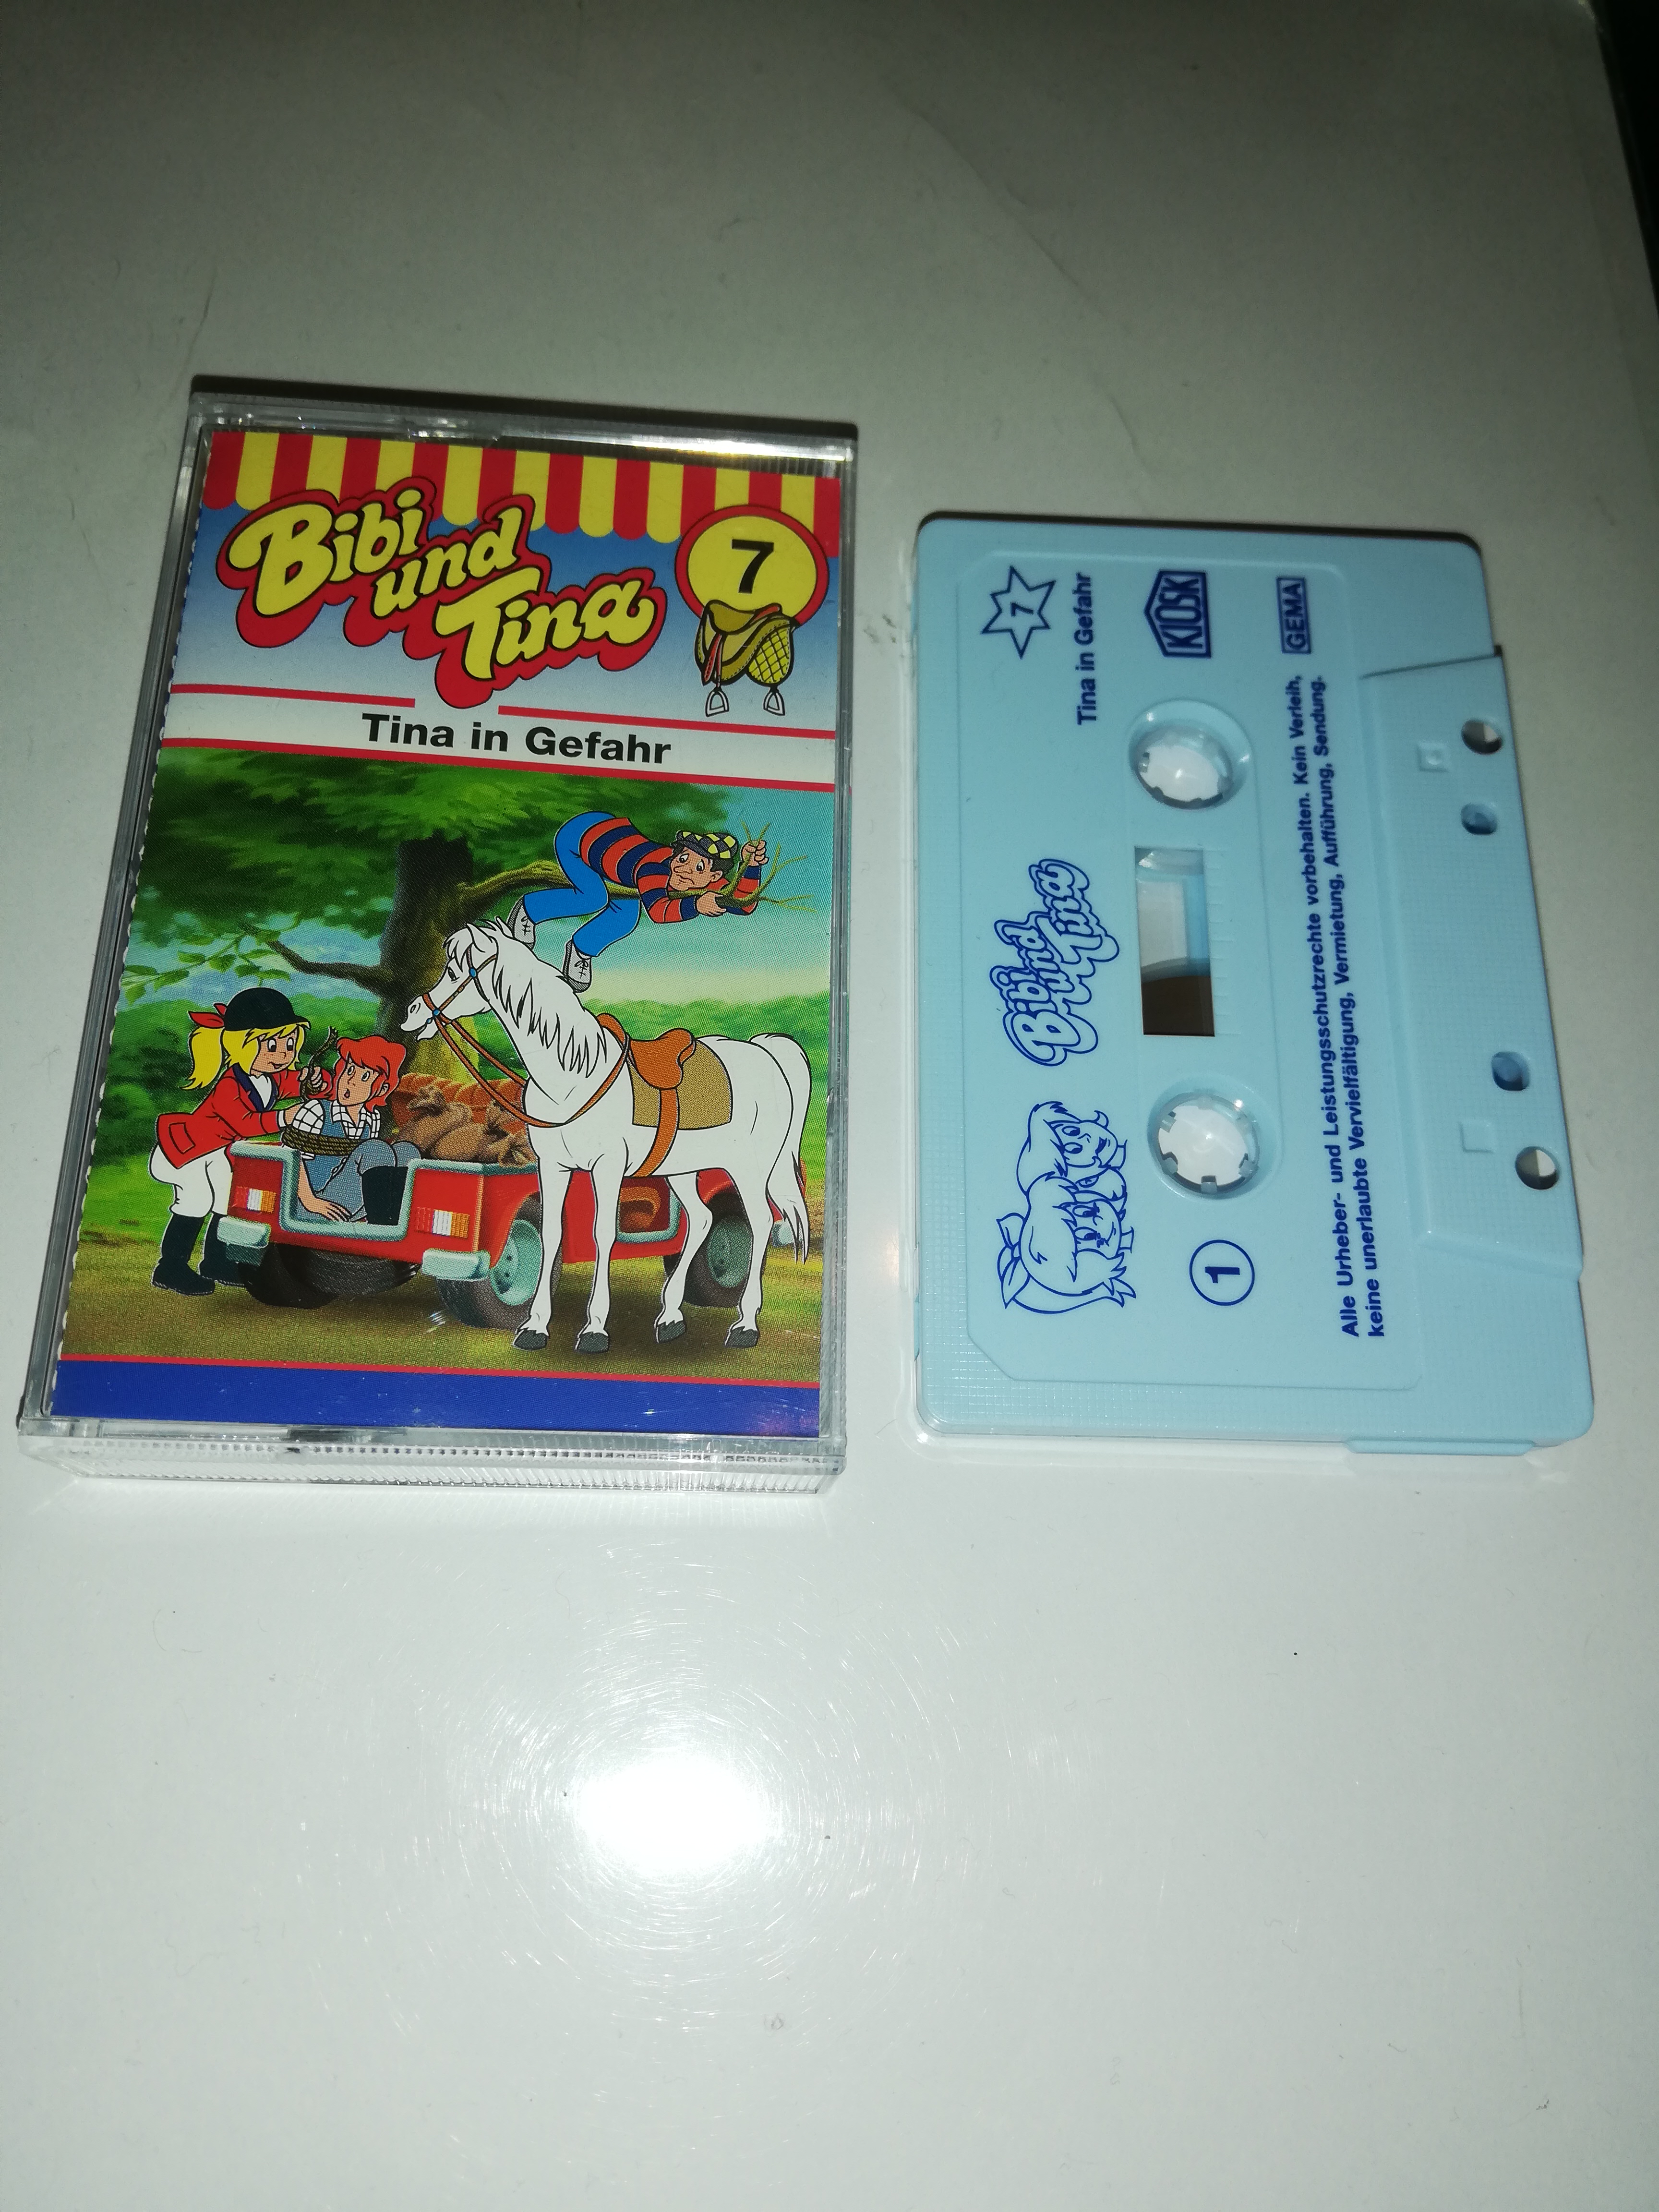 Bibi
und
Tina
7
Tina in Gefahr
7
Tina in Gefahr
KIOSK
GEMA
Bibi
und
Tina
1
Alle Urheber- und Leistungsschutzrechte vorbehalten. Kein Verleih,
keine unerlaubte Vervielfältigung, Vermietung, Aufführung, Sendung.